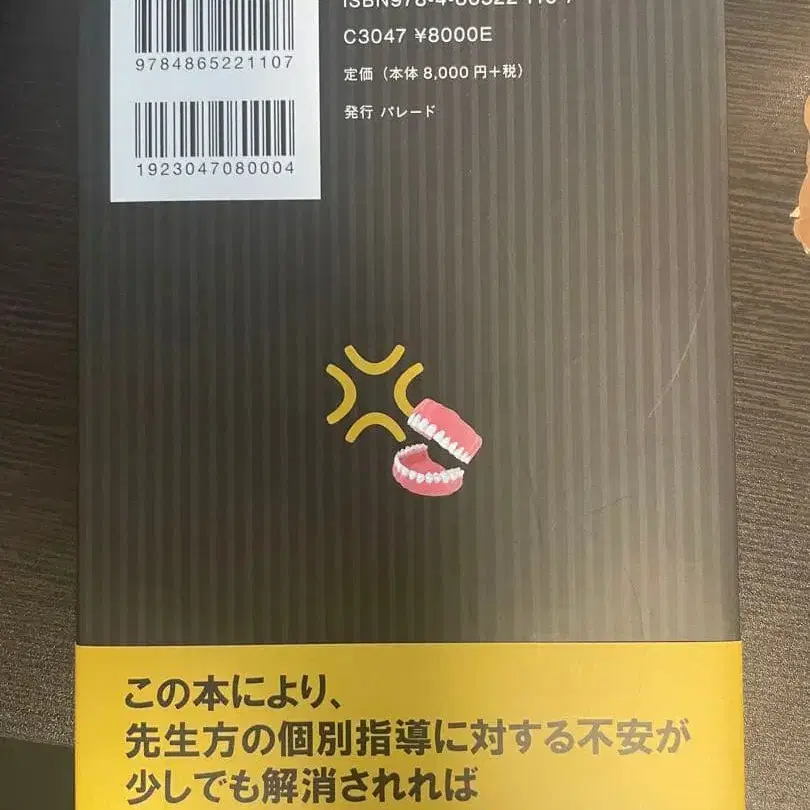 9784865221107
1923047080004
C3047 ¥8000E
定価（本体 8,000 円＋税）
発行 パレード
この本により、
先生方の個別指導に対する不安が
少しでも解消されれば